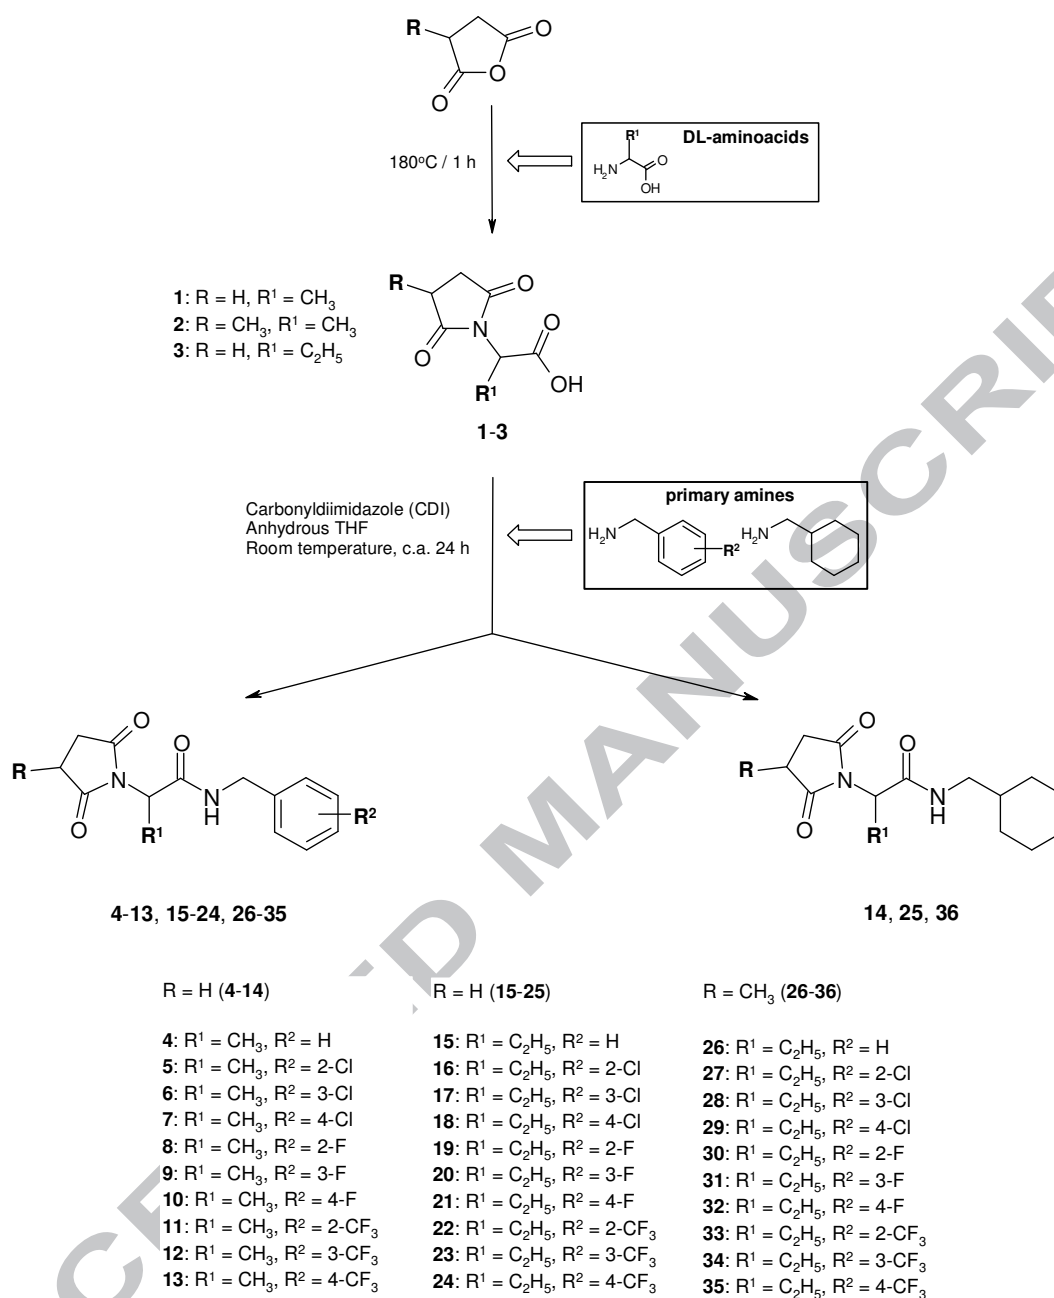 R
O
O
O
180°C / 1 h
DL-aminoacids
R¹
H₂N
O
OH
1: R = H, R¹ = CH₃
2: R = CH₃, R¹ = CH₃
3: R = H, R¹ = C₂H₅
R
O
N
O
O
OH
R¹
1-3
Carbonyldiimidazole (CDI)
Anhydrous THF
Room temperature, c.a. 24 h
primary amines
H₂N
R²
H₂N
R
O
O
N
N
H
O
R¹
R²
R
O
O
N
N
H
O
R¹
4-13, 15-24, 26-35
14, 25, 36
R = H (4-14)
4: R¹ = CH₃, R² = H
5: R¹ = CH₃, R² = 2-Cl
6: R¹ = CH₃, R² = 3-Cl
7: R¹ = CH₃, R² = 4-Cl
8: R¹ = CH₃, R² = 2-F
9: R¹ = CH₃, R² = 3-F
10: R¹ = CH₃, R² = 4-F
11: R¹ = CH₃, R² = 2-CF₃
12: R¹ = CH₃, R² = 3-CF₃
13: R¹ = CH₃, R² = 4-CF₃
R = H (15-25)
15: R¹ = C₂H₅, R² = H
16: R¹ = C₂H₅, R² = 2-Cl
17: R¹ = C₂H₅, R² = 3-Cl
18: R¹ = C₂H₅, R² = 4-Cl
19: R¹ = C₂H₅, R² = 2-F
20: R¹ = C₂H₅, R² = 3-F
21: R¹ = C₂H₅, R² = 4-F
22: R¹ = C₂H₅, R² = 2-CF₃
23: R¹ = C₂H₅, R² = 3-CF₃
24: R¹ = C₂H₅, R² = 4-CF₃
R = CH₃ (26-36)
26: R¹ = C₂H₅, R² = H
27: R¹ = C₂H₅, R² = 2-Cl
28: R¹ = C₂H₅, R² = 3-Cl
29: R¹ = C₂H₅, R² = 4-Cl
30: R¹ = C₂H₅, R² = 2-F
31: R¹ = C₂H₅, R² = 3-F
32: R¹ = C₂H₅, R² = 4-F
33: R¹ = C₂H₅, R² = 2-CF₃
34: R¹ = C₂H₅, R² = 3-CF₃
35: R¹ = C₂H₅, R² = 4-CF₃